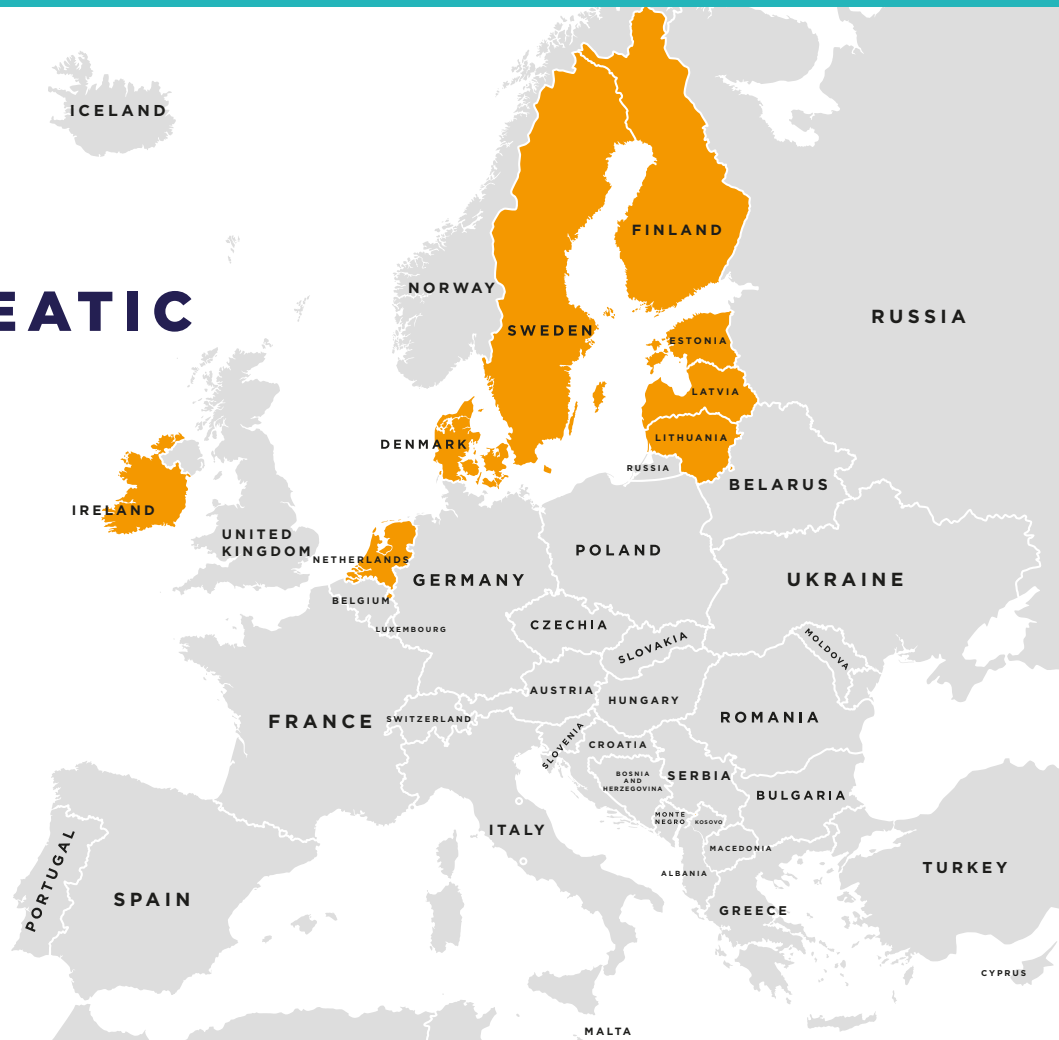 ICELAND
EATIC
FINLAND
NORWAY
RUSSIA
SWEDEN
ESTONIA
LATVIA
DENMARK
LITHUANIA
RUSSIA
BELARUS
IRELAND
UNITED
KINGDOM
NETHERLANDS
POLAND
GERMANY
UKRAINE
BELGIUM
LUXEMBOURG
CZECHIA
SLOVAKIA
MOLDOVA
AUSTRIA
HUNGARY
FRANCE
SWITZERLAND
ROMANIA
SLOVENIA
CROATIA
BOSNIA
AND
HERZEGOVINA
SERBIA
BULGARIA
MONTE
NEGRO
KOSOVO
ITALY
MACEDONIA
PORTUGAL
SPAIN
ALBANIA
TURKEY
GREECE
CYPRUS
MALTA